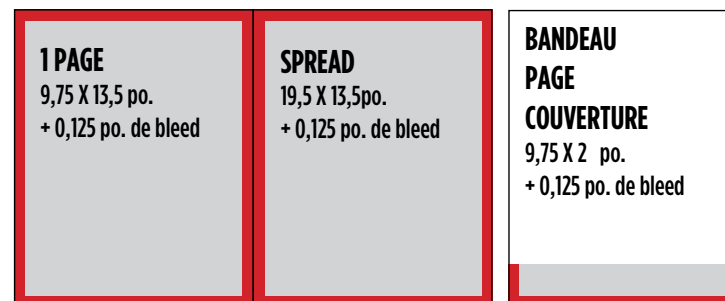 1 PAGE
9,75 X 13,5 po.
+ 0,125 po. de bleed
SPREAD
19,5 X 13,5po.
+ 0,125 po. de bleed
BANDEAU
PAGE
COUVERTURE
9,75 X 2 po.
+ 0,125 po. de bleed